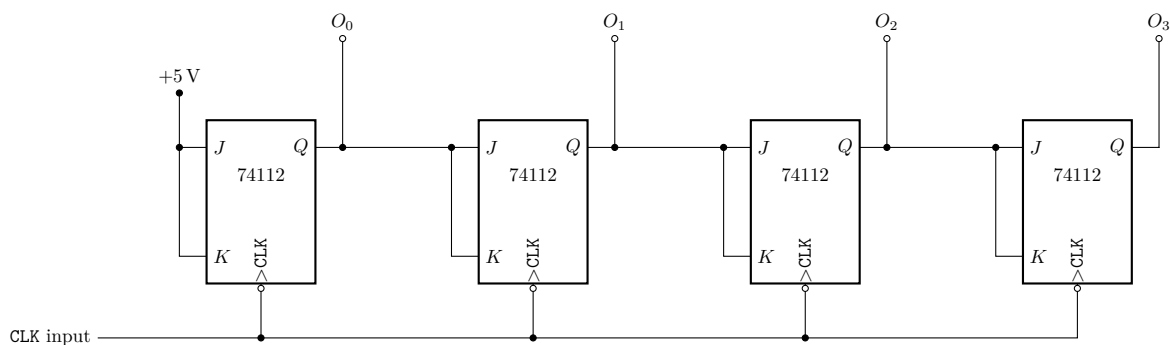 O0 O1 O2 O3
+5 V
J Q J Q J Q J Q
74112 74112 74112 74112
K CLK K CLK K CLK K CLK
CLK input